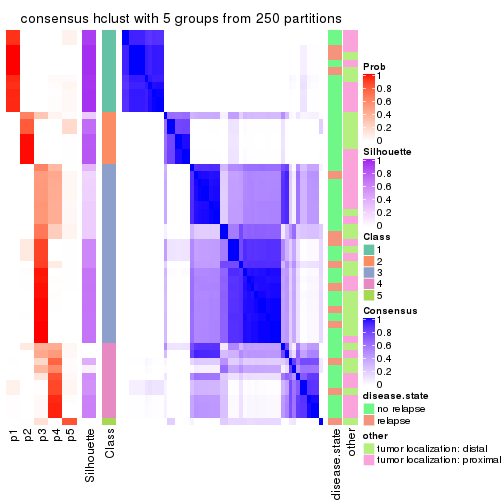 consensus hclust with 5 groups from 250 partitions
Prob
1
0.8
0.6
0.4
0.2
0
Silhouette
1
0.8
0.6
0.4
0.2
0
Class
1
2
3
4
5
Consensus
1
0.8
0.6
0.4
0.2
0
disease.state
no relapse
relapse
other
tumor localization: distal
tumor localization: proximal
p1
p2
p3
p4
p5
Silhouette
Class
disease.state
other